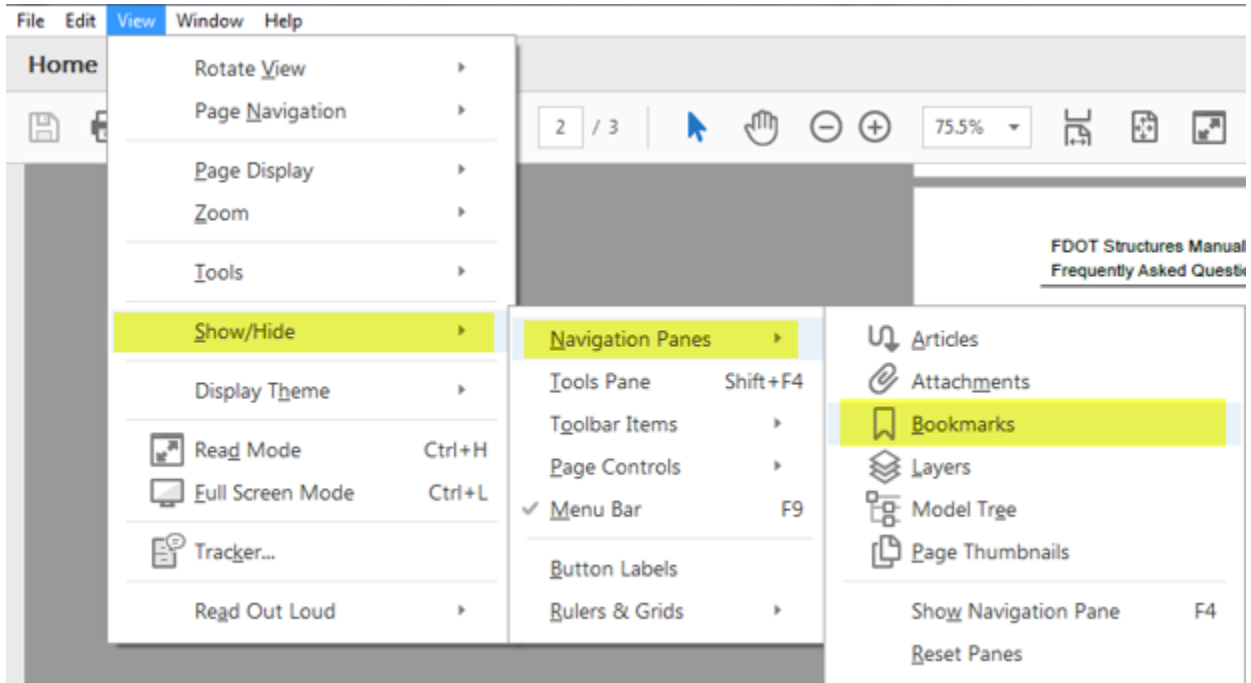 File Edit View Window Help
Home
Rotate View
Page Navigation
2 / 3
75.5%
Page Display
Zoom
FDOT Structures Manual
Frequently Asked
Tools
Show/Hide
Navigation Panes
Articles
Tools Pane Shift+F4
Attachments
Display Theme
Toolbar Items
Bookmarks
Read Mode Ctrl+H
Page Controls
Layers
Full Screen Mode Ctrl+L
Menu Bar F9
Model Tree
Tracker...
Page Thumbnails
Button Labels
Read Out Loud
Rulers & Grids
Show Navigation Pane F4
Reset Panes